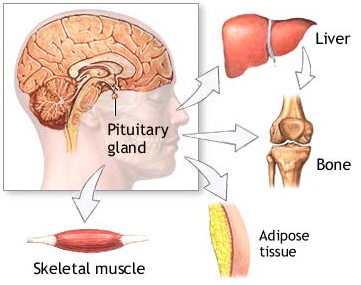 Liver
Pituitary
gland
Bone
Adipose
tissue
Skeletal muscle